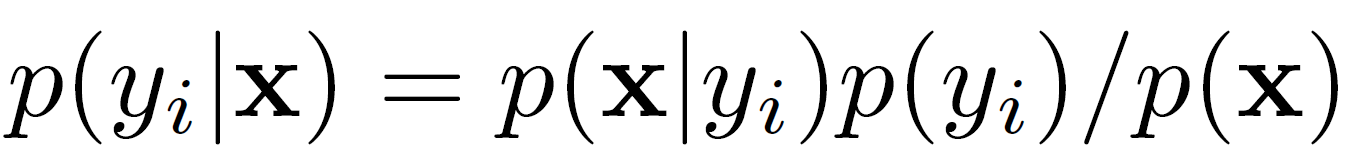 p(y_i|𝐱) = p(𝐱|y_i)p(y_i)/p(𝐱)